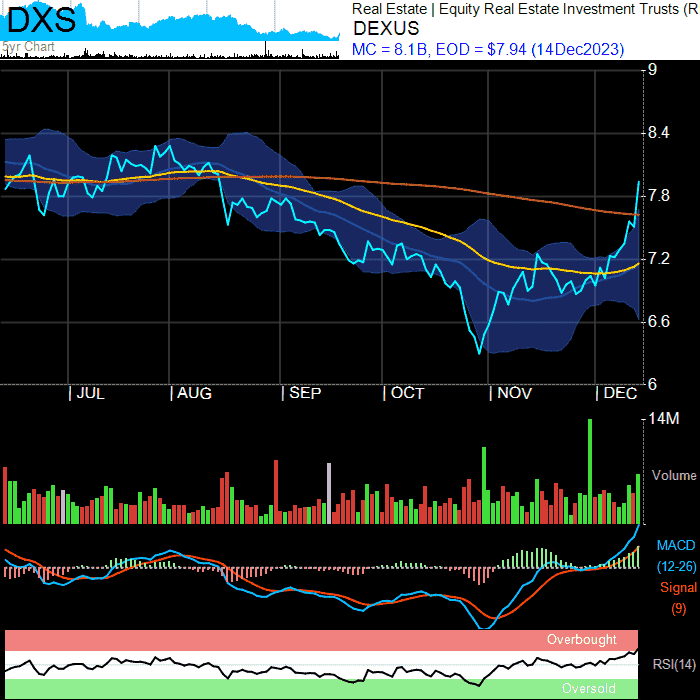 DXS
5yr Chart
Real Estate | Equity Real Estate Investment Trusts (R
DEXUS
MC = 8.1B, EOD = $7.94 (14Dec2023)
9
8.4
7.8
7.2
6.6
6
| JUL | AUG | SEP | OCT | NOV | DEC
14M
Volume
MACD
(12-26)
Signal
(9)
Overbought
RSI(14)
Oversold